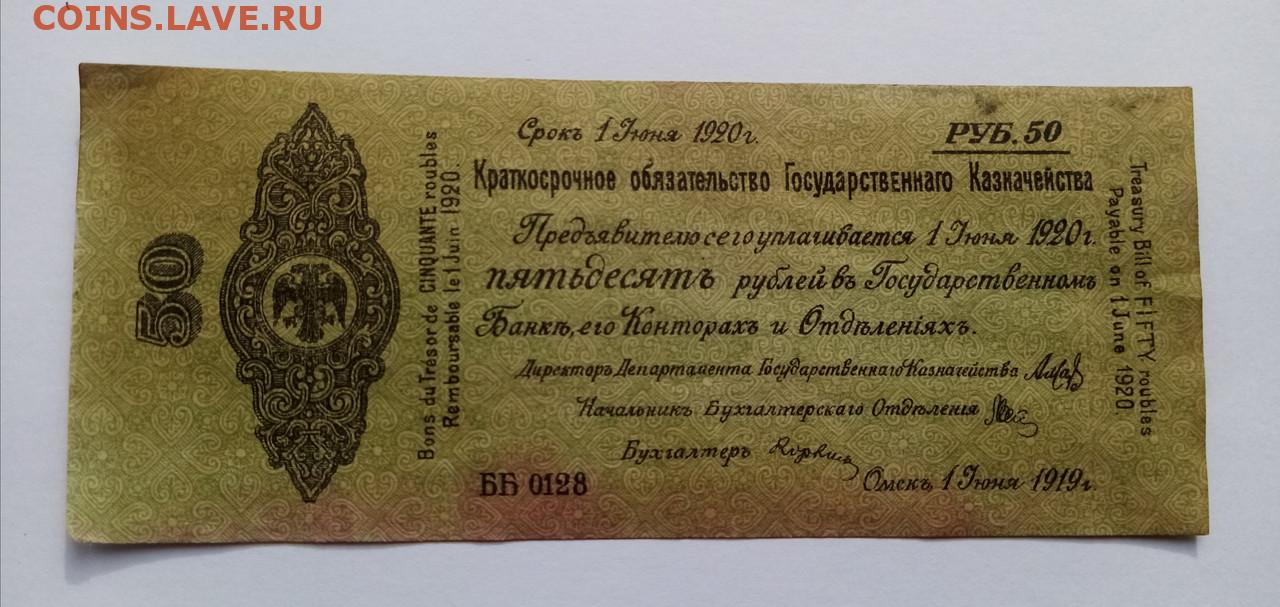 COINS.LAVE.RU
50
Bons du Trésor de CINQUANTE roubles
Remboursable le 1 Juin 1920.
Срокъ 1 Іюня 1920 г.
РУБ. 50
Краткосрочное обязательство Государственнаго Казначейства
Предъявителю сего уплачивается 1 Іюня 1920 г.
пятьдесятъ рублей въ Государственномъ
Банкѣ, его Конторахъ и Отдѣленіяхъ.
Директоръ Департамента Государственнаго Казначейства
Начальникъ Бухгалтерскаго Отдѣленія
Бухгалтеръ
ББ 0128
Омскъ, 1 Іюня 1919 г.
Treasury Bill of FIFTY roubles
Payable on 1 June 1920.